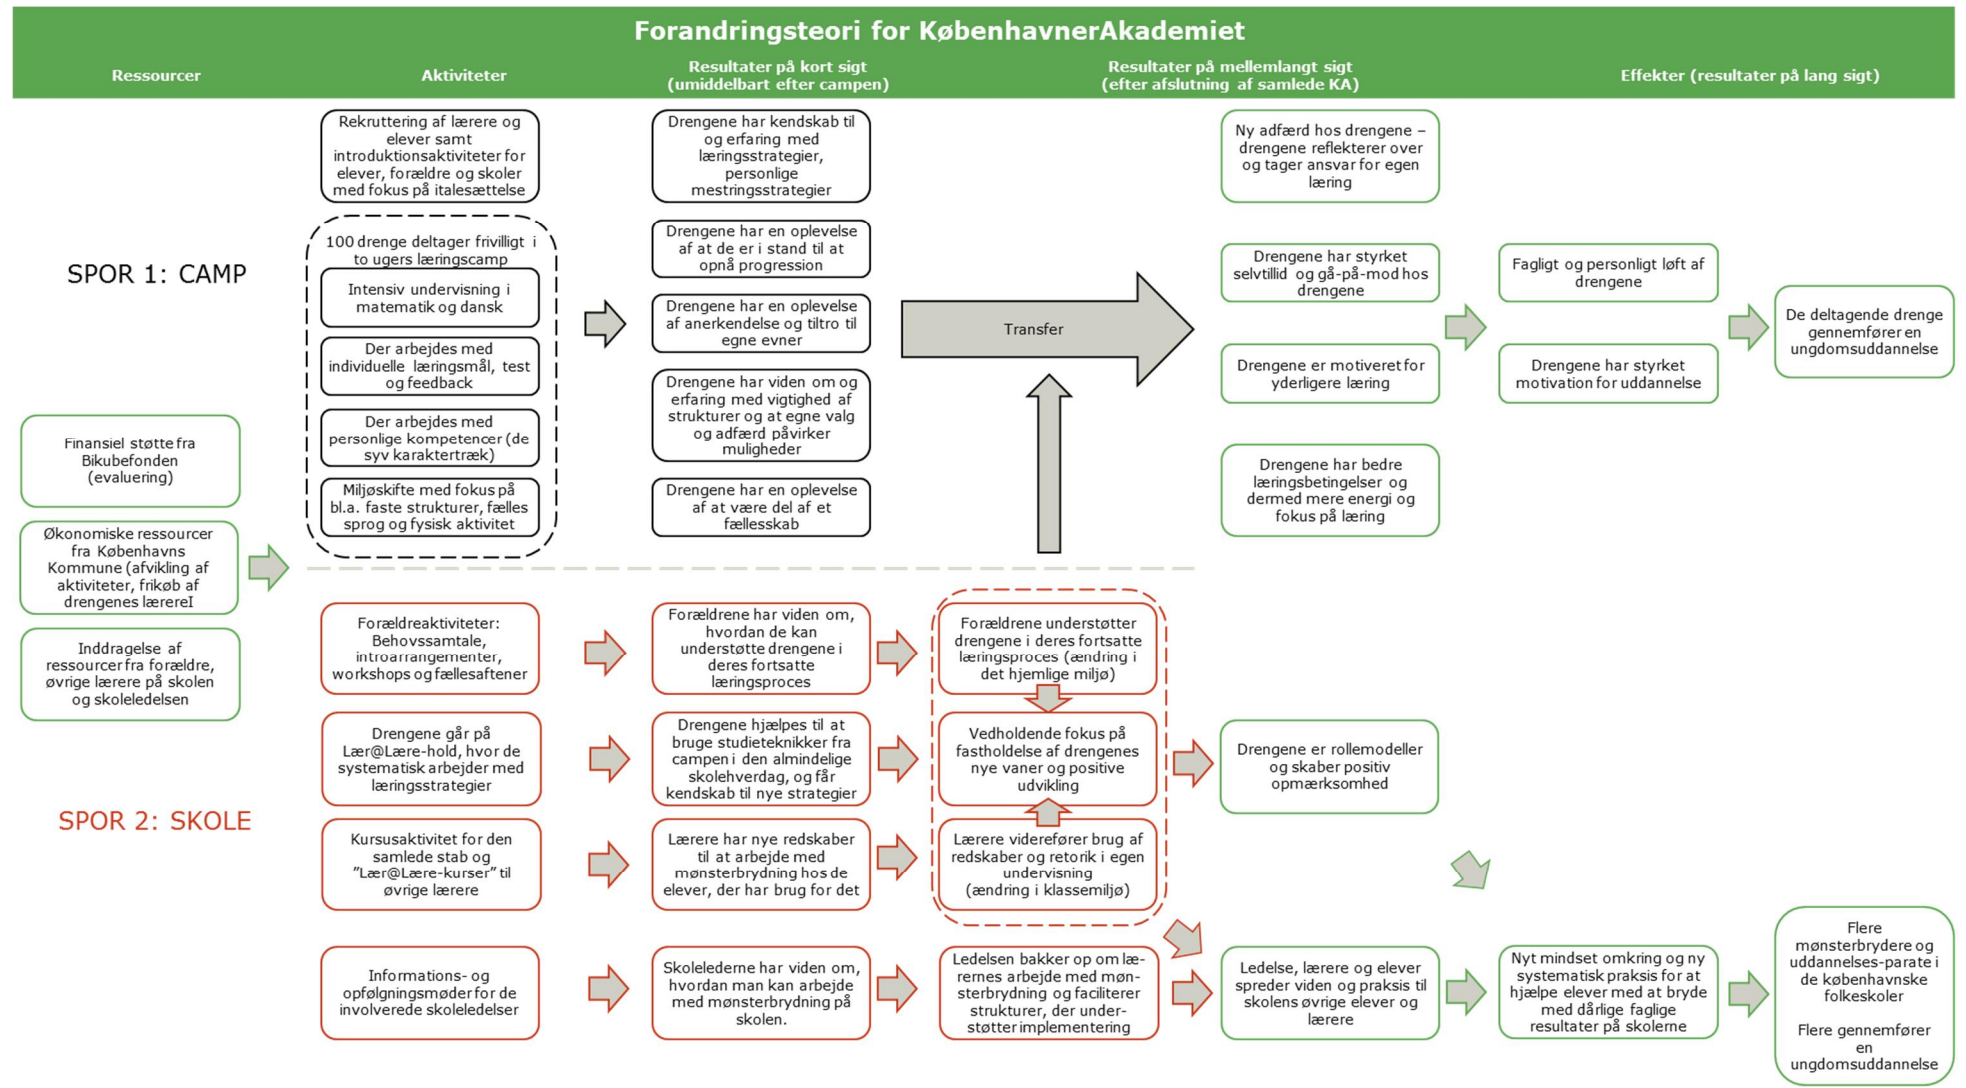 Forandringsteori for KøbenhavnerAkademiet
Ressourcer
Aktiviteter
Resultater på kort sigt
(umiddelbart efter campen)
Resultater på mellemlangt sigt
(efter afslutning af samlede KA)
Effekter (resultater på lang sigt)
SPOR 1: CAMP
SPOR 2: SKOLE
Finansiel støtte fra
Bikubefonden
(evaluering)
Økonomiske ressourcer
fra Københavns
Kommune (afvikling af
aktiviteter, frikøb af
drengenes lærereI
Inddragelse af
ressourcer fra forældre,
øvrige lærere på skolen
og skoleledelsen
Rekruttering af lærere og
elever samt
introduktionsaktiviteter for
elever, forældre og skoler
med fokus på italesættelse
100 drenge deltager frivilligt i
to ugers læringscamp
Intensiv undervisning i
matematik og dansk
Der arbejdes med
individuelle læringsmål, test
og feedback
Der arbejdes med
personlige kompetencer (de
syv karaktertræk)
Miljøskifte med fokus på
bl.a. faste strukturer, fælles
sprog og fysisk aktivitet
Drengene har kendskab til
og erfaring med
læringsstrategier,
personlige
mestringsstrategier
Drengene har en oplevelse
af at de er i stand til at
opnå progression
Drengene har en oplevelse
af anerkendelse og tiltro til
egne evner
Drengene har viden om og
erfaring med vigtighed af
strukturer og at egne valg
og adfærd påvirker
muligheder
Drengene har en oplevelse
af at være del af et
fællesskab
Transfer
Ny adfærd hos drengene –
drengene reflekterer over
og tager ansvar for egen
læring
Drengene har styrket
selvtillid og gå-på-mod hos
drengene
Drengene er motiveret for
yderligere læring
Drengene har bedre
læringsbetingelser og
dermed mere energi og
fokus på læring
Fagligt og personligt løft af
drengene
Drengene har styrket
motivation for uddannelse
De deltagende drenge
gennemfører en
ungdomsuddannelse
Forældreaktiviteter:
Behovssamtale,
introarrangementer,
workshops og fællesaftener
Forældrene har viden om,
hvordan de kan
understøtte drengene i
deres fortsatte
læringsproces
Forældrene understøtter
drengene i deres fortsatte
læringsproces (ændring i
det hjemlige miljø)
Drengene går på
Lær@Lære-hold, hvor de
systematisk arbejder med
læringsstrategier
Drengene hjælpes til at
bruge studieteknikker fra
campen i den almindelige
skolehverdag, og får
kendskab til nye strategier
Vedholdende fokus på
fastholdelse af drengenes
nye vaner og positive
udvikling
Drengene er rollemodeller
og skaber positiv
opmærksomhed
Kursusaktivitet for den
samlede stab og
”Lær@Lære-kurser” til
øvrige lærere
Lærere har nye redskaber
til at arbejde med
mønsterbrydning hos de
elever, der har brug for det
Lærere viderefører brug af
redskaber og retorik i egen
undervisning
(ændring i klassemiljø)
Informations- og
opfølgningsmøder for de
involverede skoleledelser
Skolelederne har viden om,
hvordan man kan arbejde
med mønsterbrydning på
skolen.
Ledelsen bakker op om læ-
rernes arbejde med møn-
sterbrydning og faciliterer
strukturer, der under-
støtter implementering
Ledelse, lærere og elever
spreder viden og praksis til
skolens øvrige elever og
lærere
Nyt mindset omkring og ny
systematisk praksis for at
hjælpe elever med at bryde
med dårlige faglige
resultater på skolerne
Flere
mønsterbrydere og
uddannelses-parate i
de københavnske
folkeskoler
Flere gennemfører
en
ungdomsuddannelse